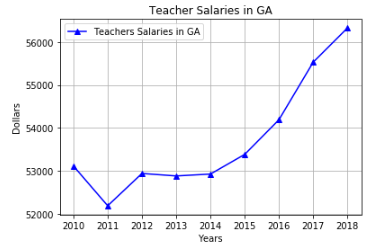 Teacher Salaries in GA
Teachers Salaries in GA
56000
55000
54000
53000
52000
Dollars
2010 2011 2012 2013 2014 2015 2016 2017 2018
Years